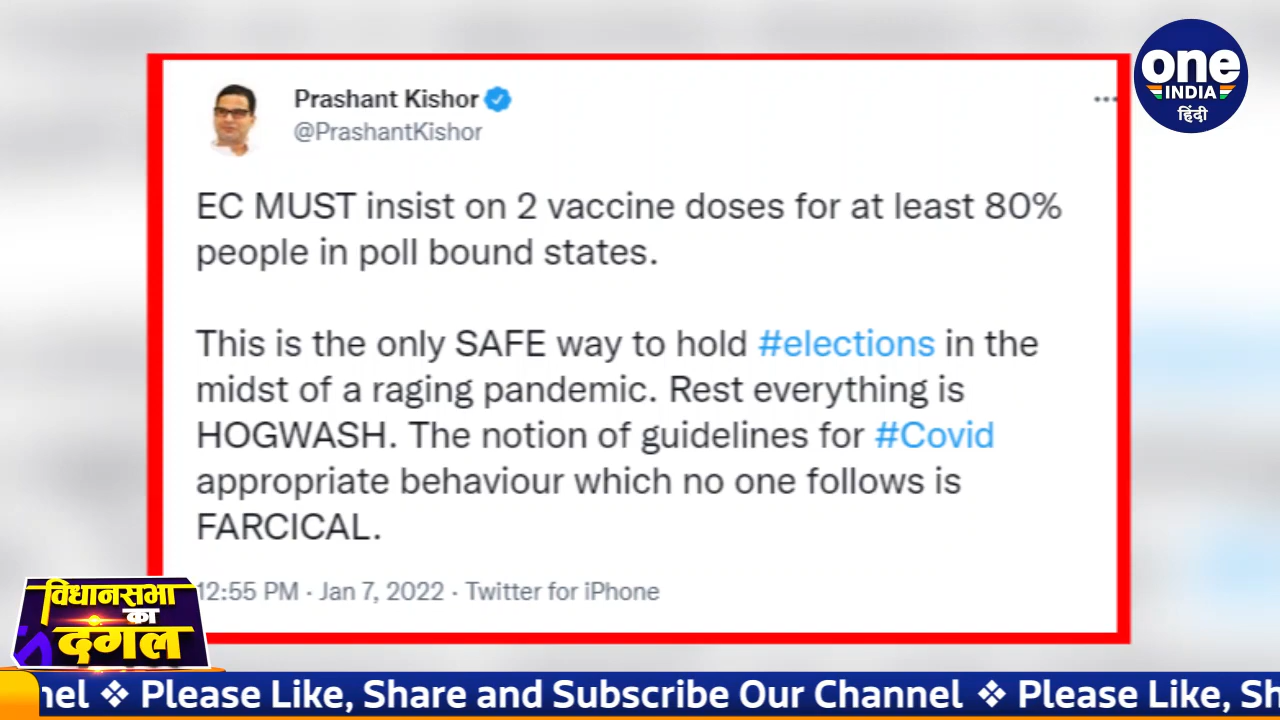 Prashant Kishor
@PrashantKishor
EC MUST insist on 2 vaccine doses for at least 80%
people in poll bound states.
This is the only SAFE way to hold #elections in the
midst of a raging pandemic. Rest everything is
HOGWASH. The notion of guidelines for #Covid
appropriate behaviour which no one follows is
FARCICAL.
12:55 PM · Jan 7, 2022 · Twitter for iPhone
one
INDIA
हिंदी
विधानसभा
का
दंगल
nel ❖ Please Like, Share and Subscribe Our Channel ❖ Please Like, Sh